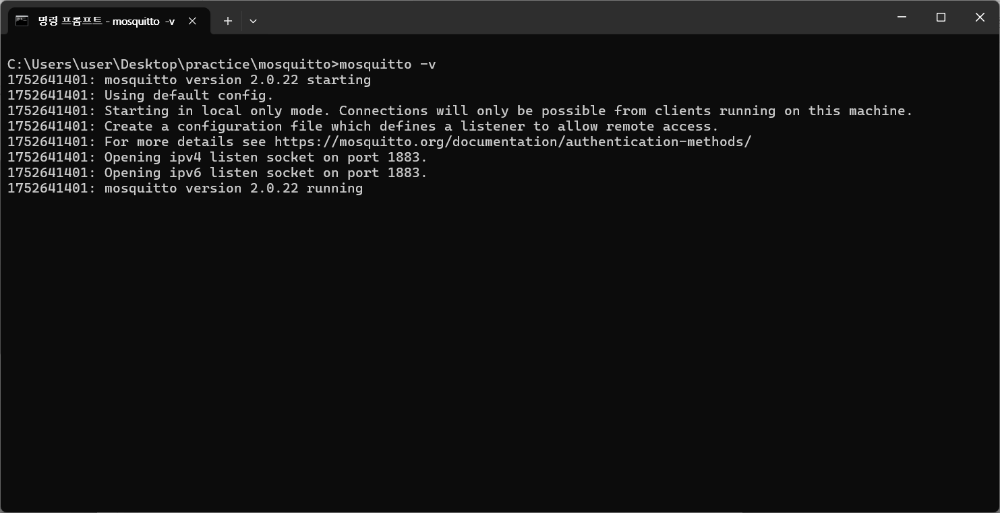 명령 프롬프트 - mosquitto -v
C:\Users\user\Desktop\practice\mosquitto>mosquitto -v
1752641401: mosquitto version 2.0.22 starting
1752641401: Using default config.
1752641401: Starting in local only mode. Connections will only be possible from clients running on this machine.
1752641401: Create a configuration file which defines a listener to allow remote access.
1752641401: For more details see https://mosquitto.org/documentation/authentication-methods/
1752641401: Opening ipv4 listen socket on port 1883.
1752641401: Opening ipv6 listen socket on port 1883.
1752641401: mosquitto version 2.0.22 running